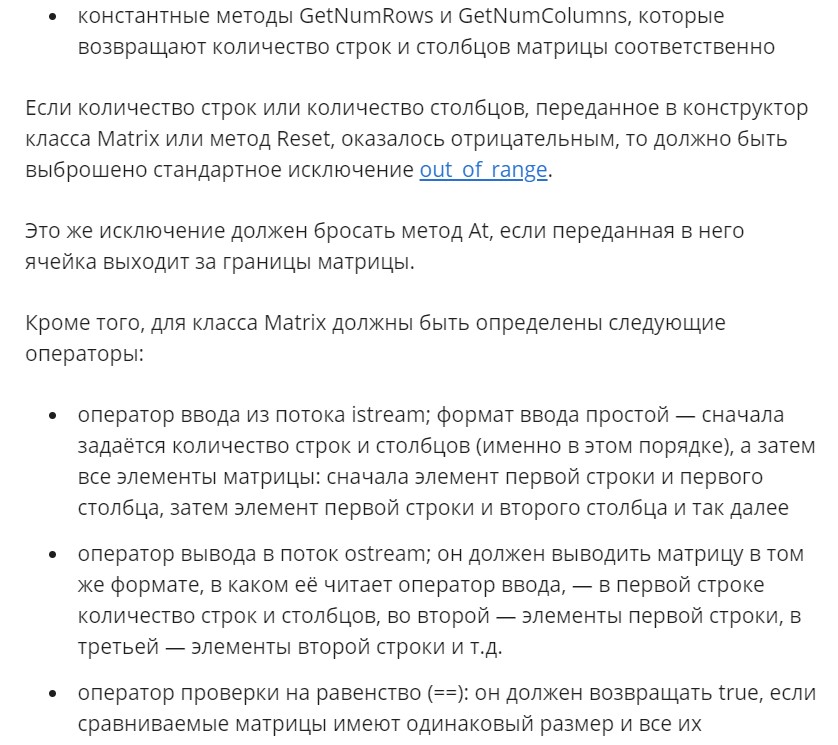 • константные методы GetNumRows и GetNumColumns, которые
возвращают количество строк и столбцов матрицы соответственно
Если количество строк или количество столбцов, переданное в конструктор
класса Matrix или метод Reset, оказалось отрицательным, то должно быть
выброшено стандартное исключение out_of_range.
Это же исключение должен бросать метод At, если переданная в него
ячейка выходит за границы матрицы.
Кроме того, для класса Matrix должны быть определены следующие
операторы:
• оператор ввода из потока istream; формат ввода простой — сначала
задаётся количество строк и столбцов (именно в этом порядке), а затем
все элементы матрицы: сначала элемент первой строки и первого
столбца, затем элемент первой строки и второго столбца и так далее
• оператор вывода в поток ostream; он должен выводить матрицу в том
же формате, в каком её читает оператор ввода, — в первой строке
количество строк и столбцов, во второй — элементы первой строки, в
третьей — элементы второй строки и т.д.
• оператор проверки на равенство (==): он должен возвращать true, если
сравниваемые матрицы имеют одинаковый размер и все их